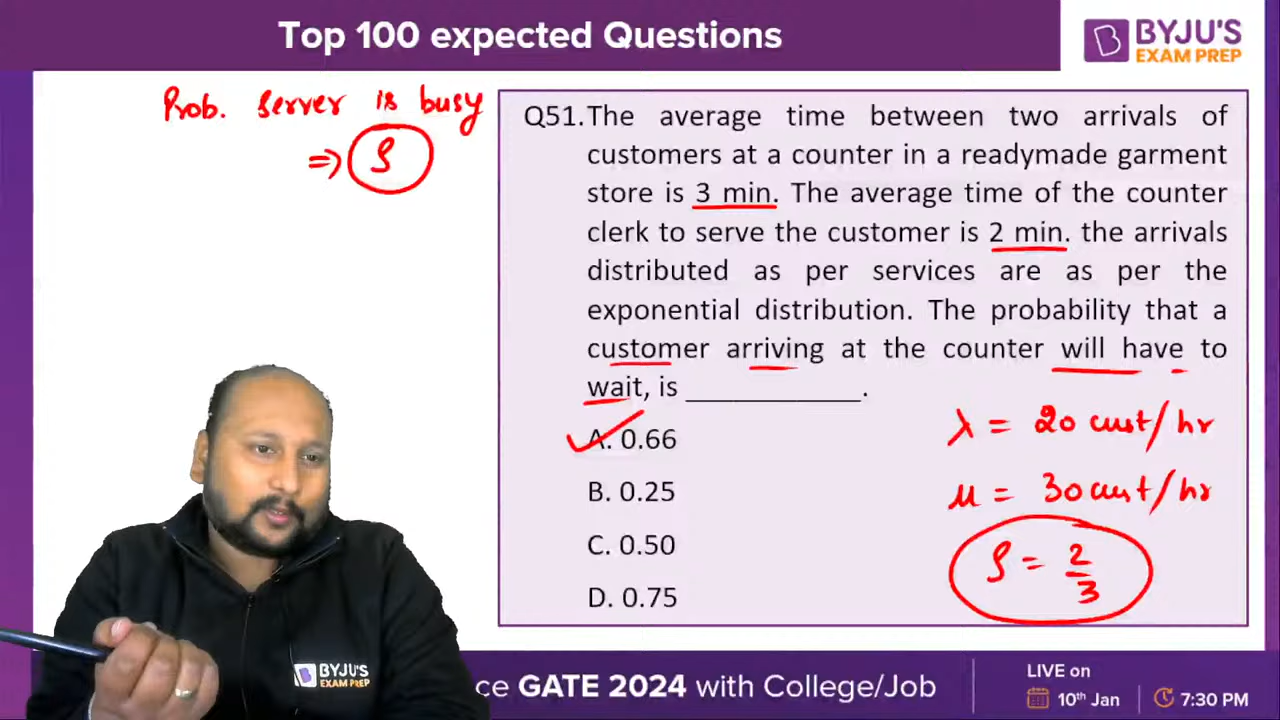 Top 100 expected Questions
BYJU'S
EXAM PREP
Prob. Server is busy
⇒ ρ
Q51. The average time between two arrivals of
customers at a counter in a readymade garment
store is 3 min. The average time of the counter
clerk to serve the customer is 2 min. the arrivals
distributed as per services are as per the
exponential distribution. The probability that a
customer arriving at the counter will have to
wait, is ____________.
A. 0.66
B. 0.25
C. 0.50
D. 0.75
λ = 20 cust/hr
μ = 30 cust/hr
ρ = 2/3
BYJU'S
EXAM PREP
ce GATE 2024 with College/Job
LIVE on
10th Jan
7:30 PM